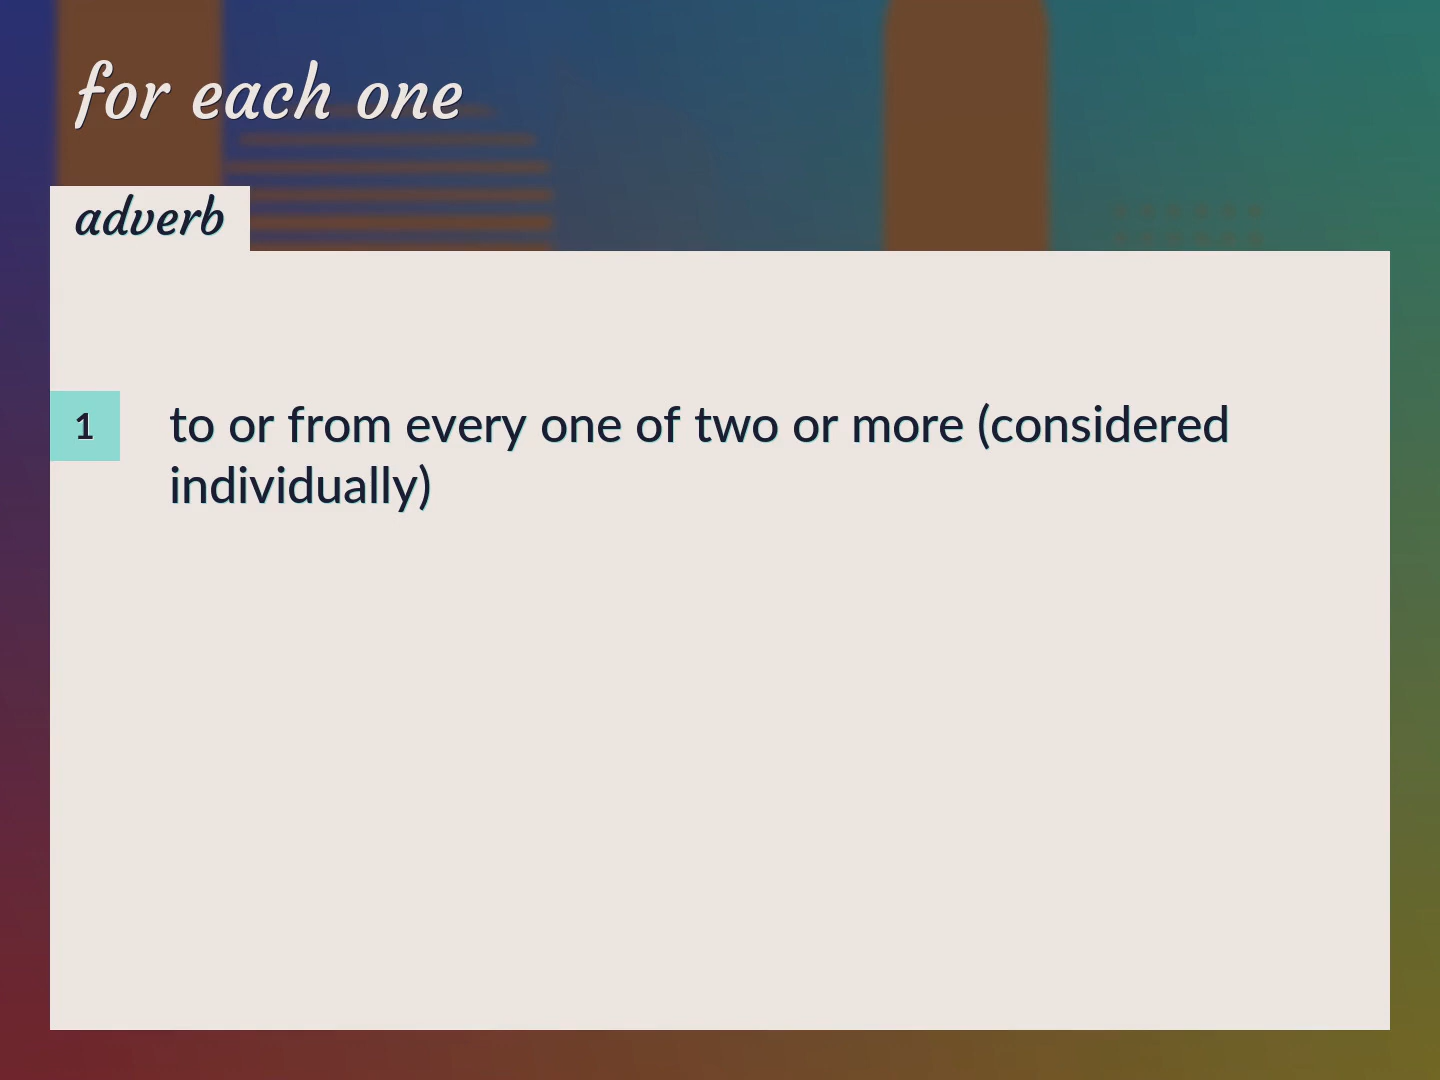 for each one
adverb
1
to or from every one of two or more (considered
individually)